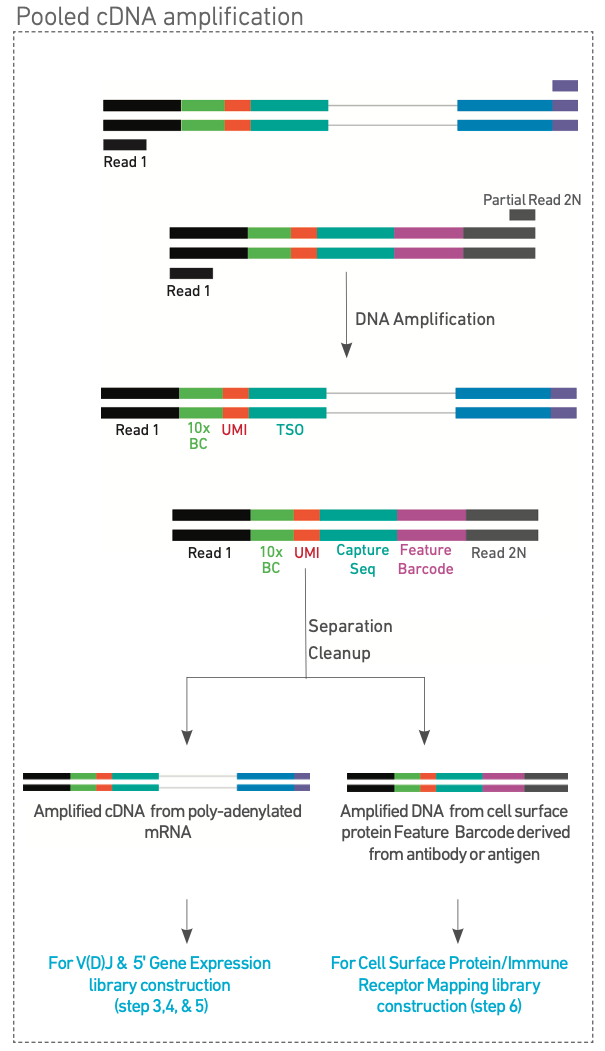 Pooled cDNA amplification
Read 1
Partial Read 2N
Read 1
DNA Amplification
Read 1
10x
BC
UMI
TSO
Read 1
10x
BC
UMI
Capture
Seq
Feature
Barcode
Read 2N
Separation
Cleanup
Amplified cDNA from poly-adenylated
mRNA
Amplified DNA from cell surface
protein Feature Barcode derived
from antibody or antigen
For V(D)J & 5' Gene Expression
library construction
(step 3,4, & 5)
For Cell Surface Protein/Immune
Receptor Mapping library
construction (step 6)